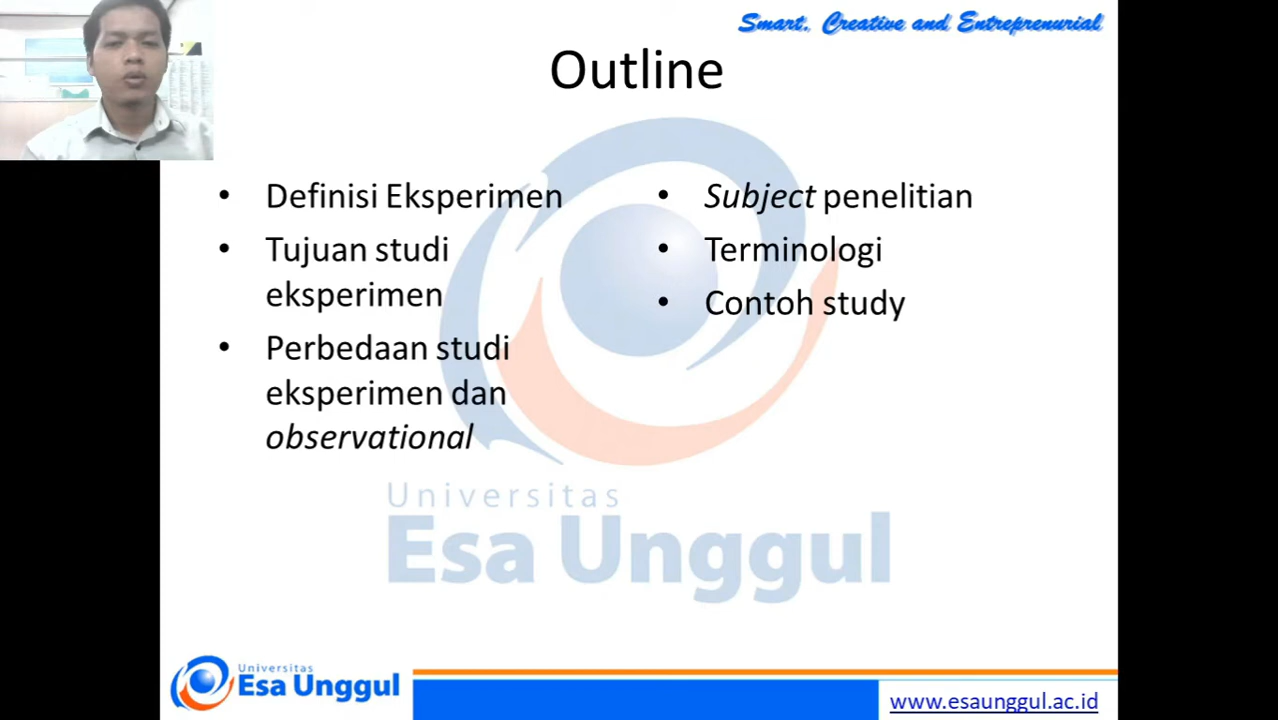 Smart, Creative and Entreprenurial
Outline
• Definisi Eksperimen
• Tujuan studi
eksperimen
• Perbedaan studi
eksperimen dan
observational
• Subject penelitian
• Terminologi
• Contoh study
Universitas
Esa Unggul
Universitas
Esa Unggul
www.esaunggul.ac.id